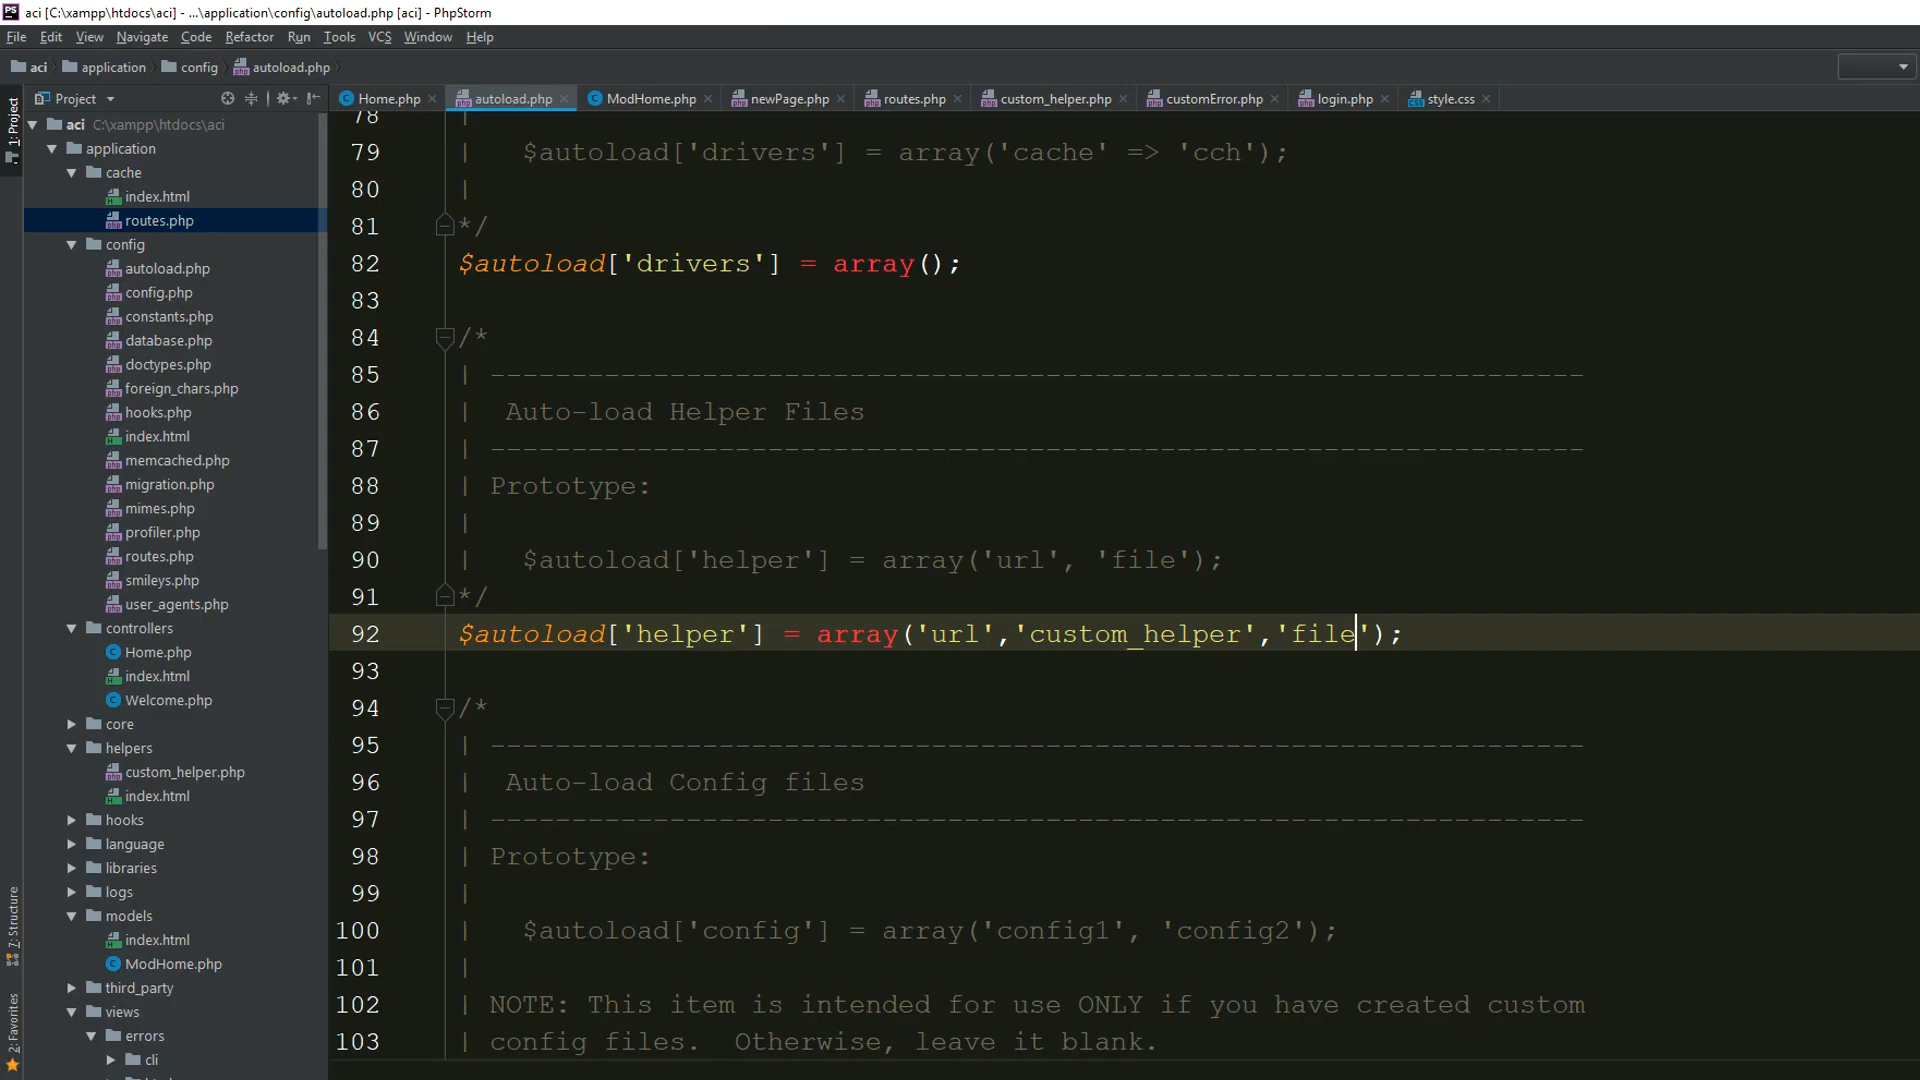 PS aci [C:\xampp\htdocs\aci] - ...\application\config\autoload.php [aci] - PhpStorm
File Edit View Navigate Code Refactor Run Tools VCS Window Help
aci application config autoload.php
Project
Home.php autoload.php ModHome.php newPage.php routes.php custom_helper.php customError.php login.php style.css
1: Project
7: Structure
2: Favorites
aci C:\xampp\htdocs\aci
application
cache
index.html
routes.php
config
autoload.php
config.php
constants.php
database.php
doctypes.php
foreign_chars.php
hooks.php
index.html
memcached.php
migration.php
mimes.php
profiler.php
routes.php
smileys.php
user_agents.php
controllers
Home.php
index.html
Welcome.php
core
helpers
custom_helper.php
index.html
hooks
language
libraries
logs
models
index.html
ModHome.php
third_party
views
errors
cli
78 |
79 | $autoload['drivers'] = array('cache' => 'cch');
80 |
81 */
82 $autoload['drivers'] = array();
83
84 /*
85 | -------------------------------------------------------------------
86 | Auto-load Helper Files
87 | -------------------------------------------------------------------
88 | Prototype:
89 |
90 | $autoload['helper'] = array('url', 'file');
91 */
92 $autoload['helper'] = array('url','custom_helper','file');
93
94 /*
95 | -------------------------------------------------------------------
96 | Auto-load Config files
97 | -------------------------------------------------------------------
98 | Prototype:
99 |
100 | $autoload['config'] = array('config1', 'config2');
101 |
102 | NOTE: This item is intended for use ONLY if you have created custom
103 | config files.  Otherwise, leave it blank.